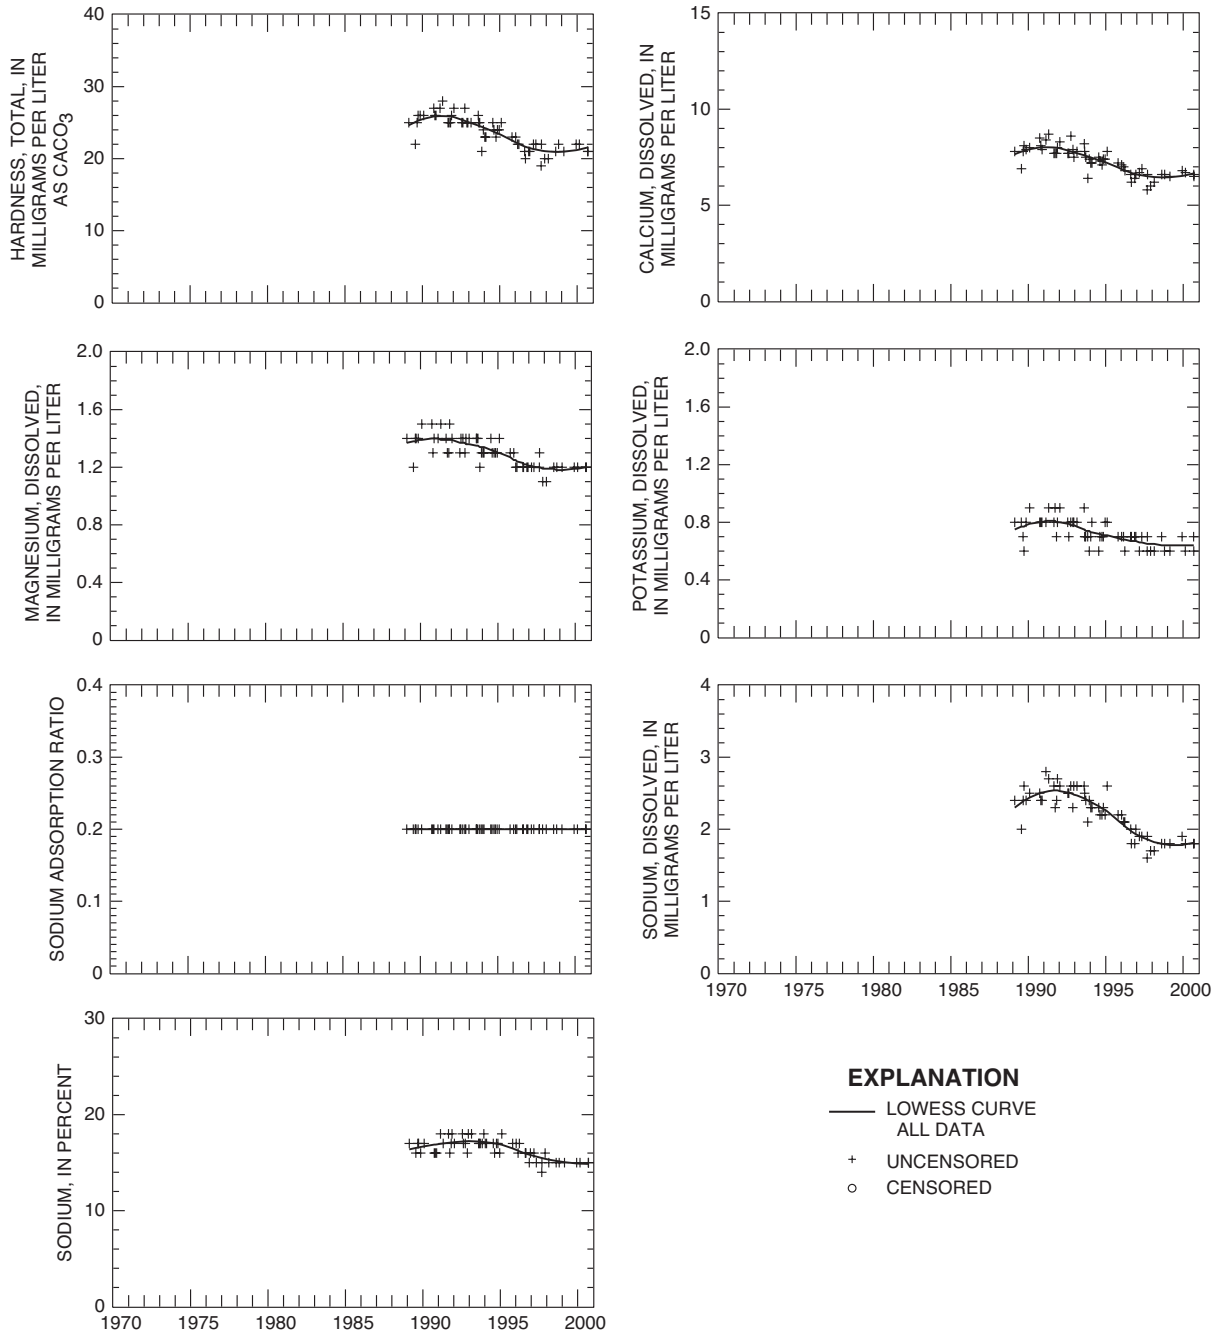 HARDNESS, TOTAL, IN
MILLIGRAMS PER LITER
AS CACO3
40
30
20
10
0
CALCIUM, DISSOLVED, IN
MILLIGRAMS PER LITER
15
10
5
0
MAGNESIUM, DISSOLVED,
IN MILLIGRAMS PER LITER
2.0
1.6
1.2
0.8
0.4
0
POTASSIUM, DISSOLVED,
IN MILLIGRAMS PER LITER
2.0
1.6
1.2
0.8
0.4
0
SODIUM ADSORPTION RATIO
0.4
0.3
0.2
0.1
0
SODIUM, DISSOLVED, IN
MILLIGRAMS PER LITER
4
3
2
1
0
1970 1975 1980 1985 1990 1995 2000
SODIUM, IN PERCENT
30
20
10
0
1970 1975 1980 1985 1990 1995 2000
EXPLANATION
LOWESS CURVE
ALL DATA
UNCENSORED
CENSORED